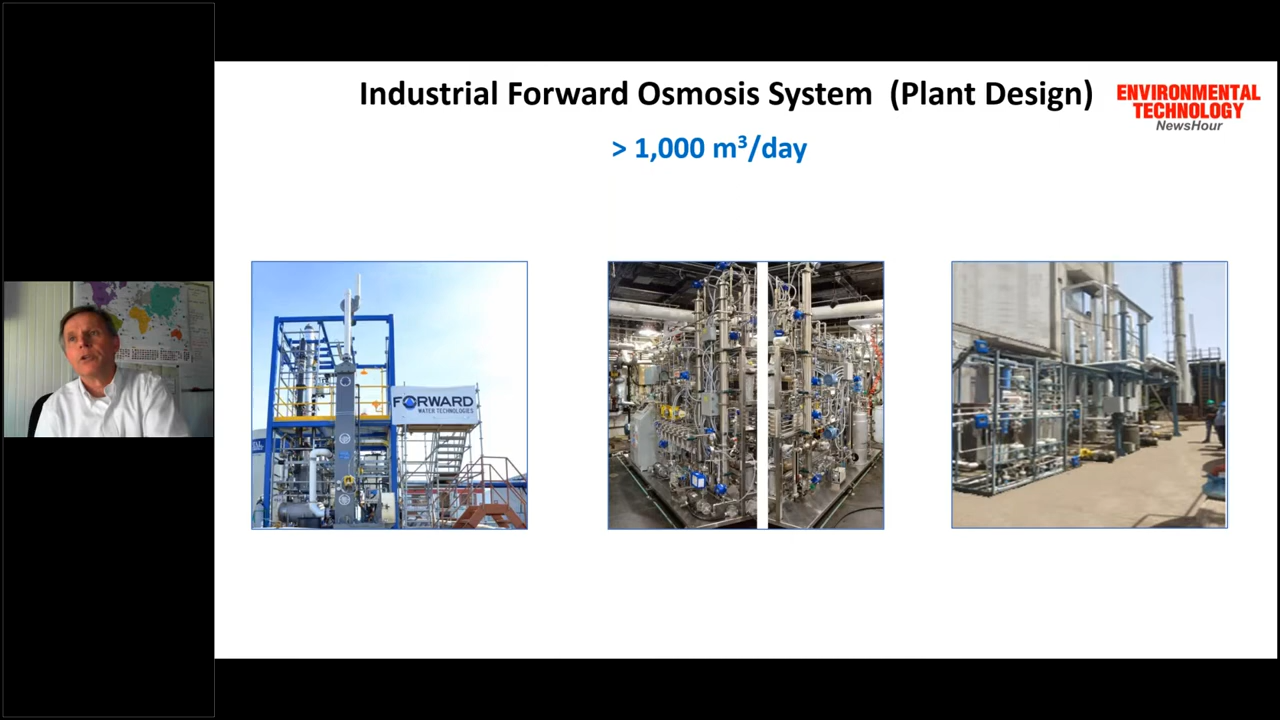 Industrial Forward Osmosis System (Plant Design)
> 1,000 m³/day
ENVIRONMENTAL
TECHNOLOGY
NewsHour
FORWARD
WATER TECHNOLOGIES